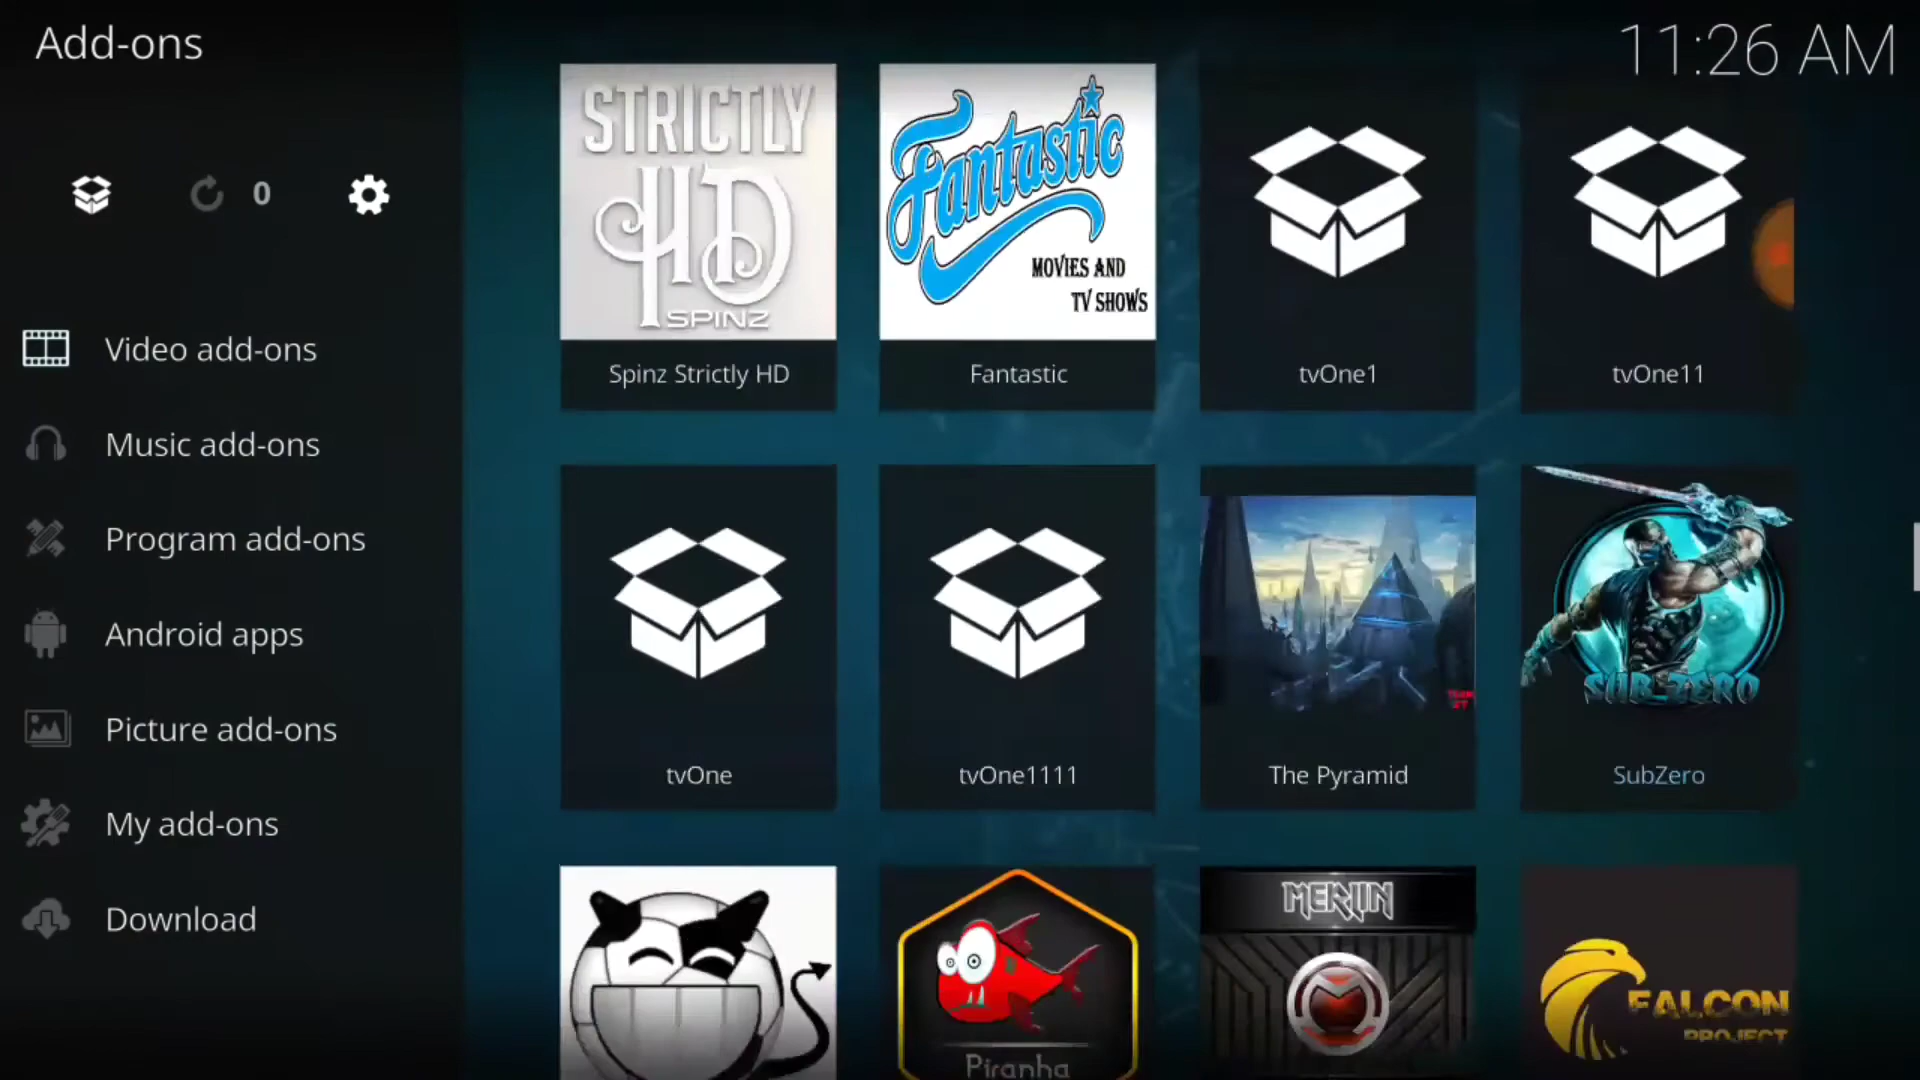 Add-ons
11:26 AM
0
Video add-ons
Music add-ons
Program add-ons
Android apps
Picture add-ons
My add-ons
Download
STRICTLY
HD
SPINZ
Spinz Strictly HD
Fantastic
MOVIES AND
TV SHOWS
Fantastic
tvOne1
tvOne11
tvOne
tvOne1111
The Pyramid
SUB ZERO
SubZero
Piranha
MERLIN
FALCON
PROJECT